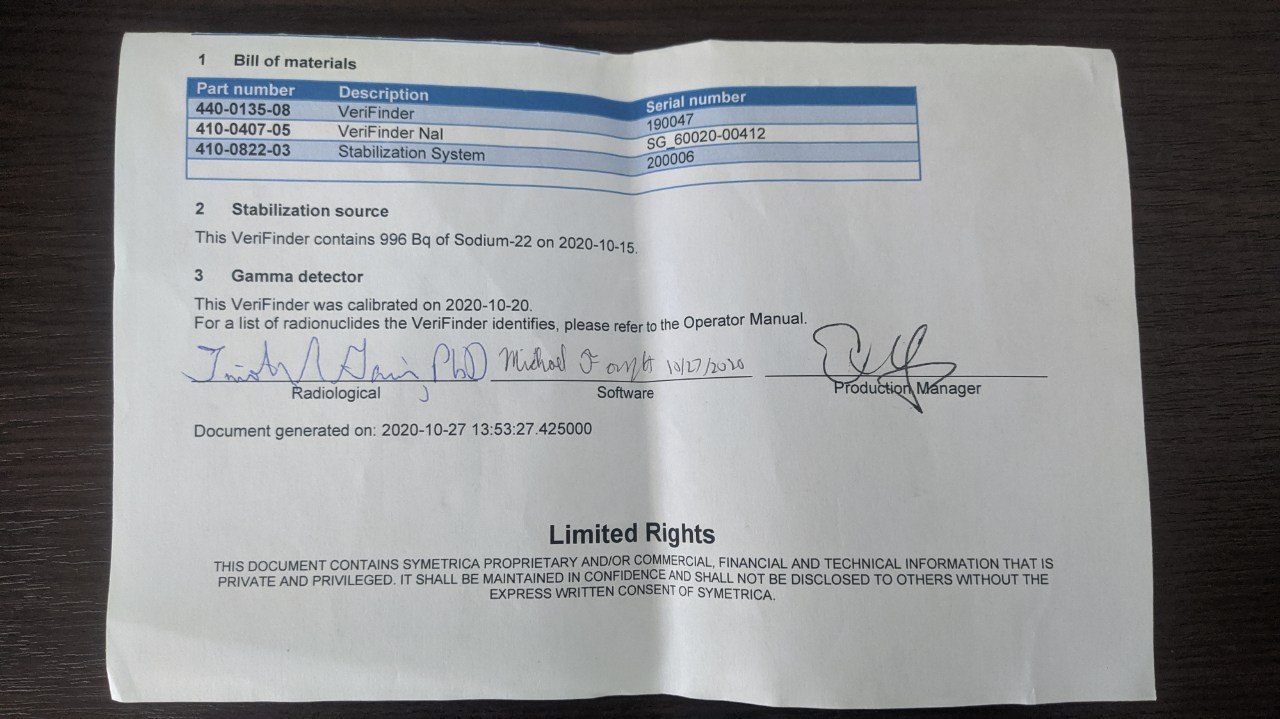 1 Bill of materials
Part number Description Serial number
440-0135-08 VeriFinder 190047
410-0407-05 VeriFinder NaI SG_60020-00412
410-0822-03 Stabilization System 200006
2 Stabilization source
This VeriFinder contains 996 Bq of Sodium-22 on 2020-10-15.
3 Gamma detector
This VeriFinder was calibrated on 2020-10-20.
For a list of radionuclides the VeriFinder identifies, please refer to the Operator Manual.
PhD Michael 10/27/2020
Radiological Software Production Manager
Document generated on: 2020-10-27 13:53:27.425000
Limited Rights
THIS DOCUMENT CONTAINS SYMETRICA PROPRIETARY AND/OR COMMERCIAL, FINANCIAL AND TECHNICAL INFORMATION THAT IS
PRIVATE AND PRIVILEGED. IT SHALL BE MAINTAINED IN CONFIDENCE AND SHALL NOT BE DISCLOSED TO OTHERS WITHOUT THE
EXPRESS WRITTEN CONSENT OF SYMETRICA.